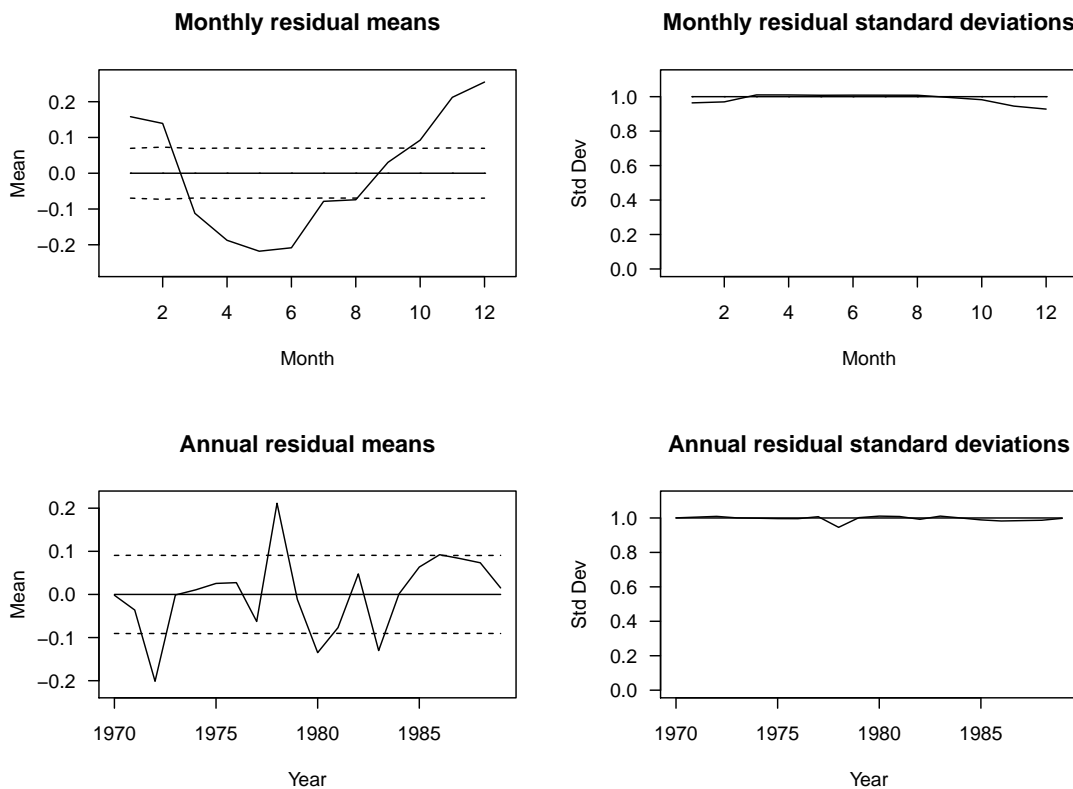 Monthly residual means
0.2
0.1
0.0
−0.1
−0.2
Mean
2 4 6 8 10 12
Month
Monthly residual standard deviations
1.0
0.8
0.6
0.4
0.2
0.0
Std Dev
2 4 6 8 10 12
Month
Annual residual means
0.2
0.1
0.0
−0.1
−0.2
Mean
1970 1975 1980 1985
Year
Annual residual standard deviations
1.0
0.8
0.6
0.4
0.2
0.0
Std Dev
1970 1975 1980 1985
Year